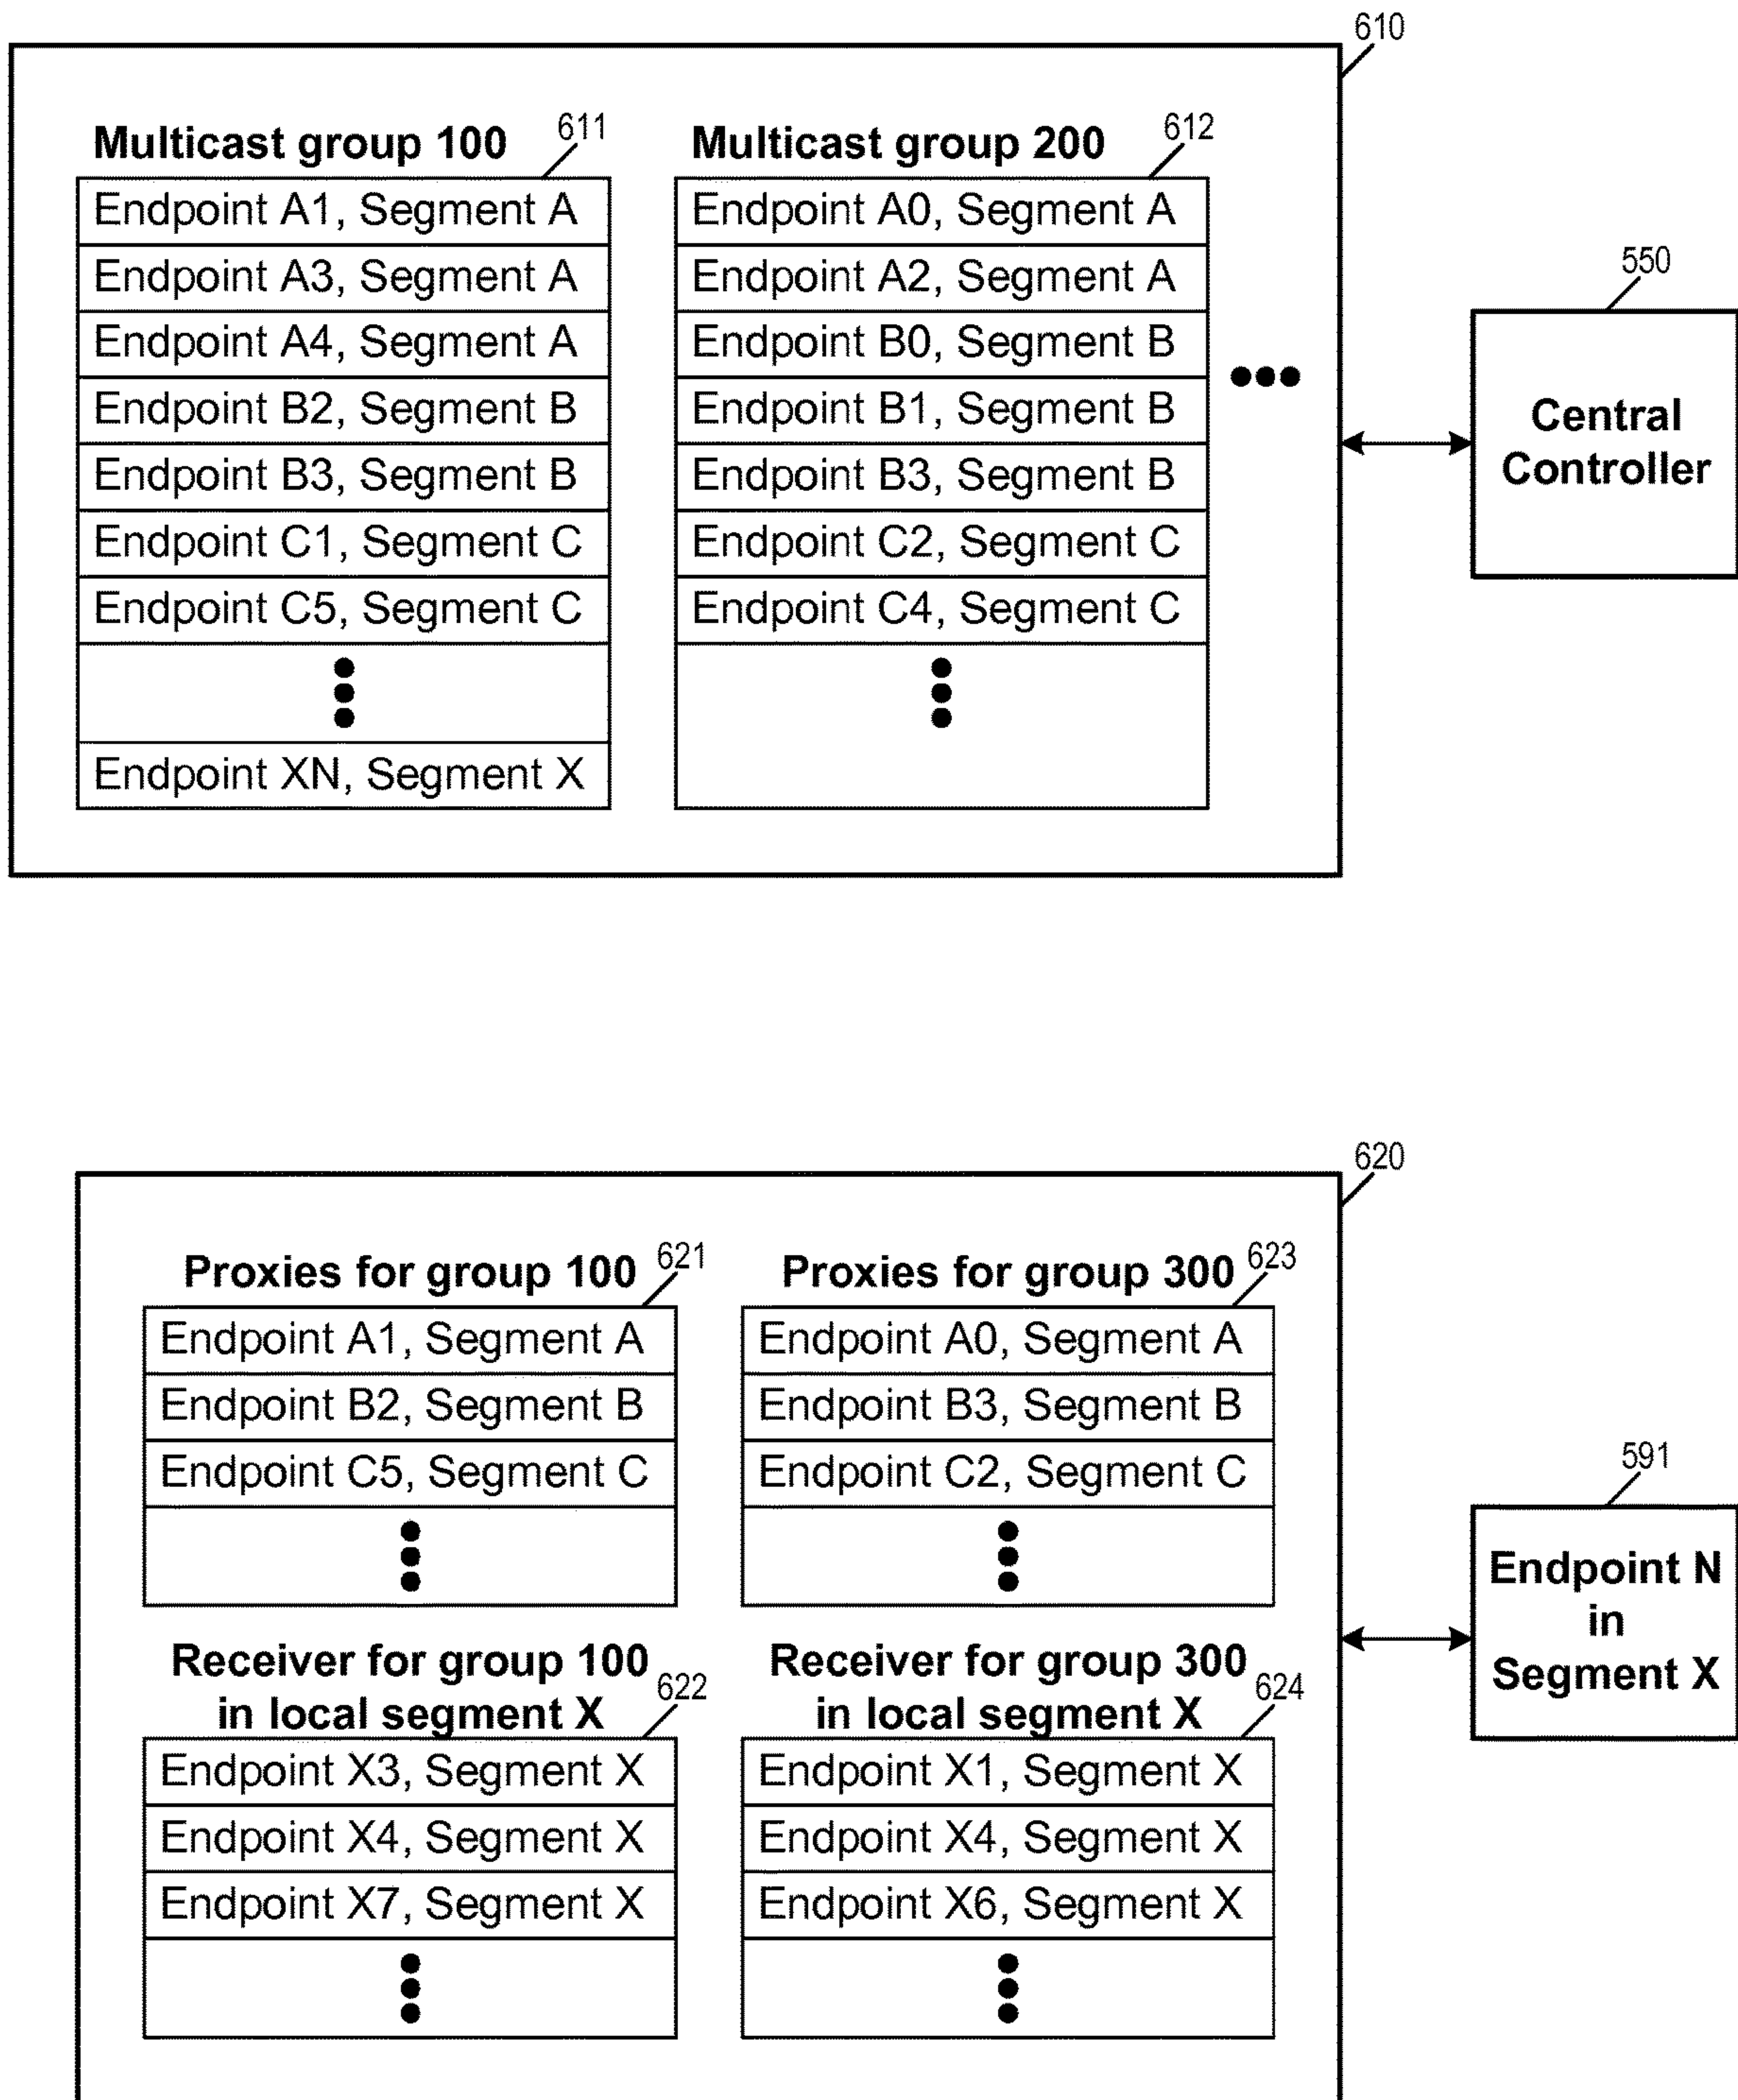 610
Multicast group 100
611
Endpoint A1, Segment A
Endpoint A3, Segment A
Endpoint A4, Segment A
Endpoint B2, Segment B
Endpoint B3, Segment B
Endpoint C1, Segment C
Endpoint C5, Segment C
Endpoint XN, Segment X
Multicast group 200
612
Endpoint A0, Segment A
Endpoint A2, Segment A
Endpoint B0, Segment B
Endpoint B1, Segment B
Endpoint B3, Segment B
Endpoint C2, Segment C
Endpoint C4, Segment C
550
Central
Controller
620
Proxies for group 100
621
Endpoint A1, Segment A
Endpoint B2, Segment B
Endpoint C5, Segment C
Proxies for group 300
623
Endpoint A0, Segment A
Endpoint B3, Segment B
Endpoint C2, Segment C
Receiver for group 100
in local segment X
622
Endpoint X3, Segment X
Endpoint X4, Segment X
Endpoint X7, Segment X
Receiver for group 300
in local segment X
624
Endpoint X1, Segment X
Endpoint X4, Segment X
Endpoint X6, Segment X
591
Endpoint N
in
Segment X